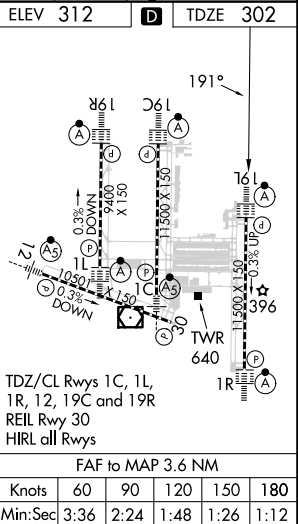 ELEV 312 D TDZE 302
191°
19R
19C
19L
A
A
A
P
P
P
9400 X 150
0.3% DOWN
11500 X 150
11500 X 150
0.3% UP
A5
12
P
1L
A
P
1C
A5
10501 X 150
0.3% DOWN
P
30
P
396
TWR
640
P
1R
A
TDZ/CL Rwys 1C, 1L,
1R, 12, 19C and 19R
REIL Rwy 30
HIRL all Rwys
FAF to MAP 3.6 NM
Knots 60 90 120 150 180
Min:Sec 3:36 2:24 1:48 1:26 1:12